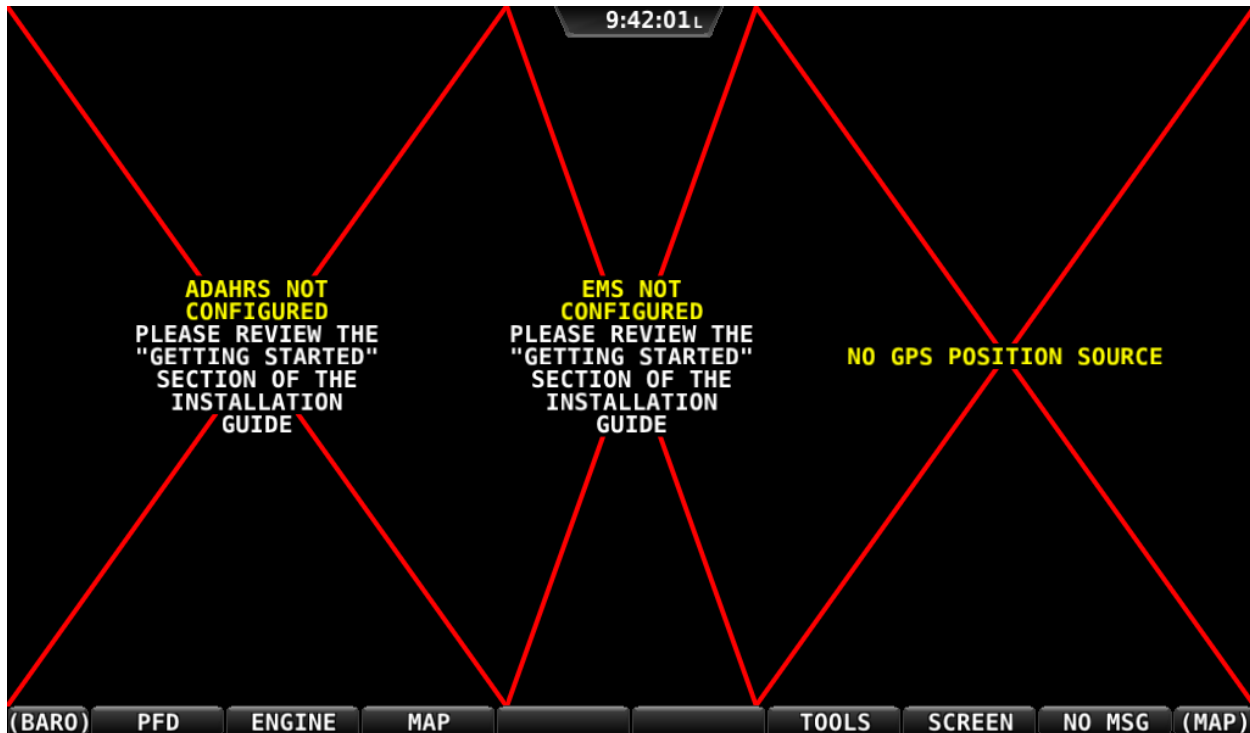 9:42:01L
ADAHRS NOT
CONFIGURED
PLEASE REVIEW THE
"GETTING STARTED"
SECTION OF THE
INSTALLATION
GUIDE
EMS NOT
CONFIGURED
PLEASE REVIEW THE
"GETTING STARTED"
SECTION OF THE
INSTALLATION
GUIDE
NO GPS POSITION SOURCE
(BARO) PFD ENGINE MAP TOOLS SCREEN NO MSG (MAP)